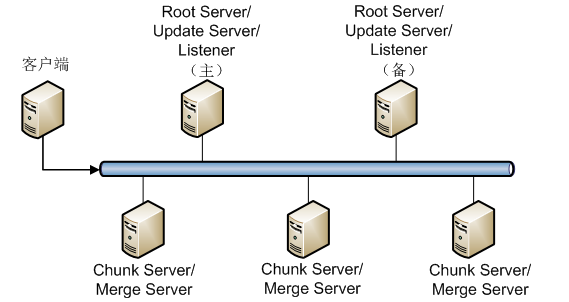 Root Server/
Update Server/
Listener
（主）
Root Server/
Update Server/
Listener
（备）
客户端
Chunk Server/
Merge Server
Chunk Server/
Merge Server
Chunk Server/
Merge Server